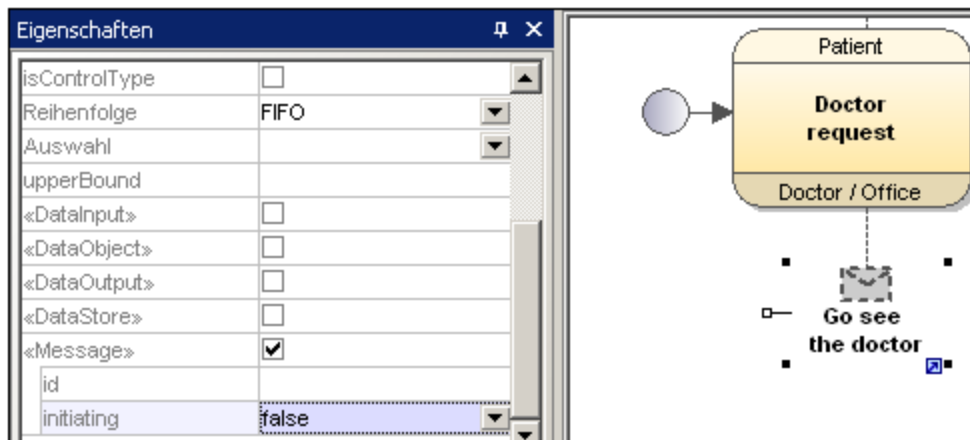 Eigenschaften
isControlType
Reihenfolge FIFO
Auswahl
upperBound
«DataInput»
«DataObject»
«DataOutput»
«DataStore»
«Message»
id
initiating false
Patient
Doctor
request
Doctor / Office
Go see
the doctor